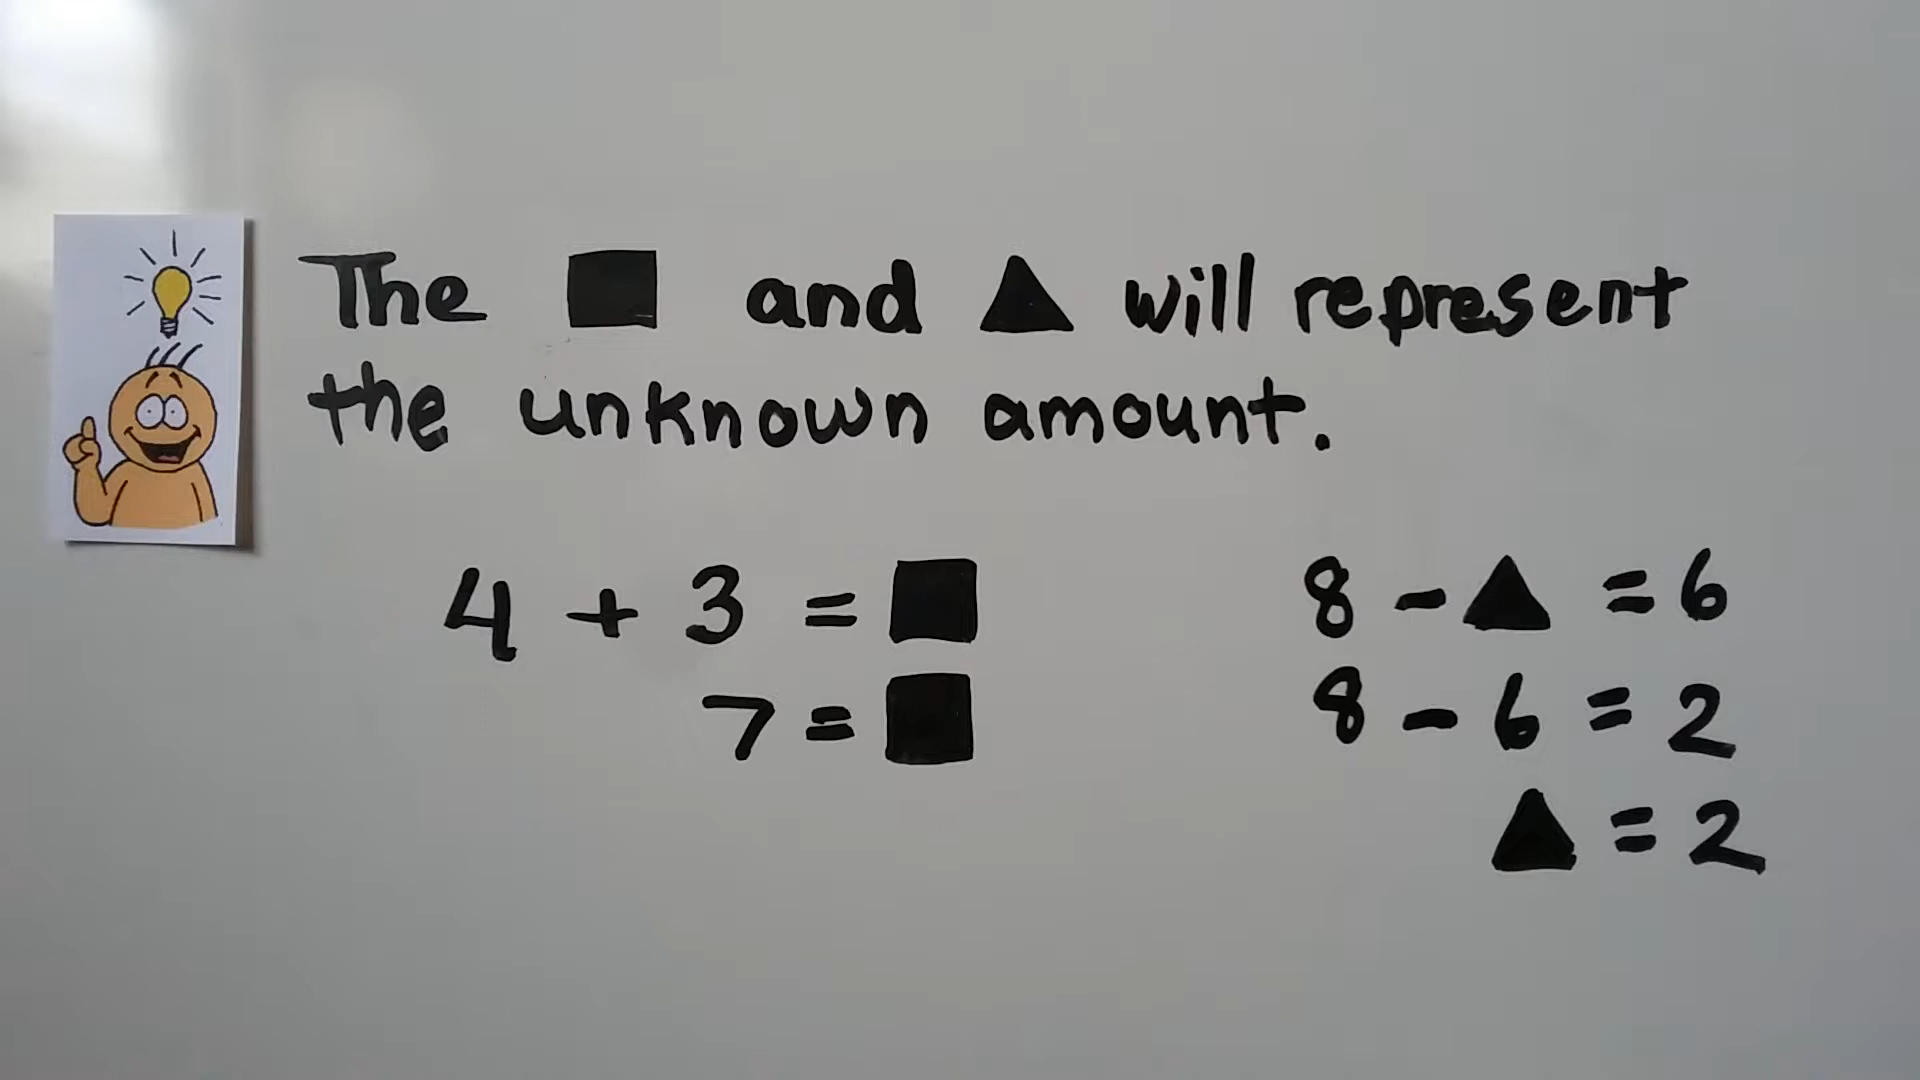 The ■ and ▲ will represent
the unknown amount.
4 + 3 = ■
7 = ■
8 - ▲ = 6
8 - 6 = 2
▲ = 2